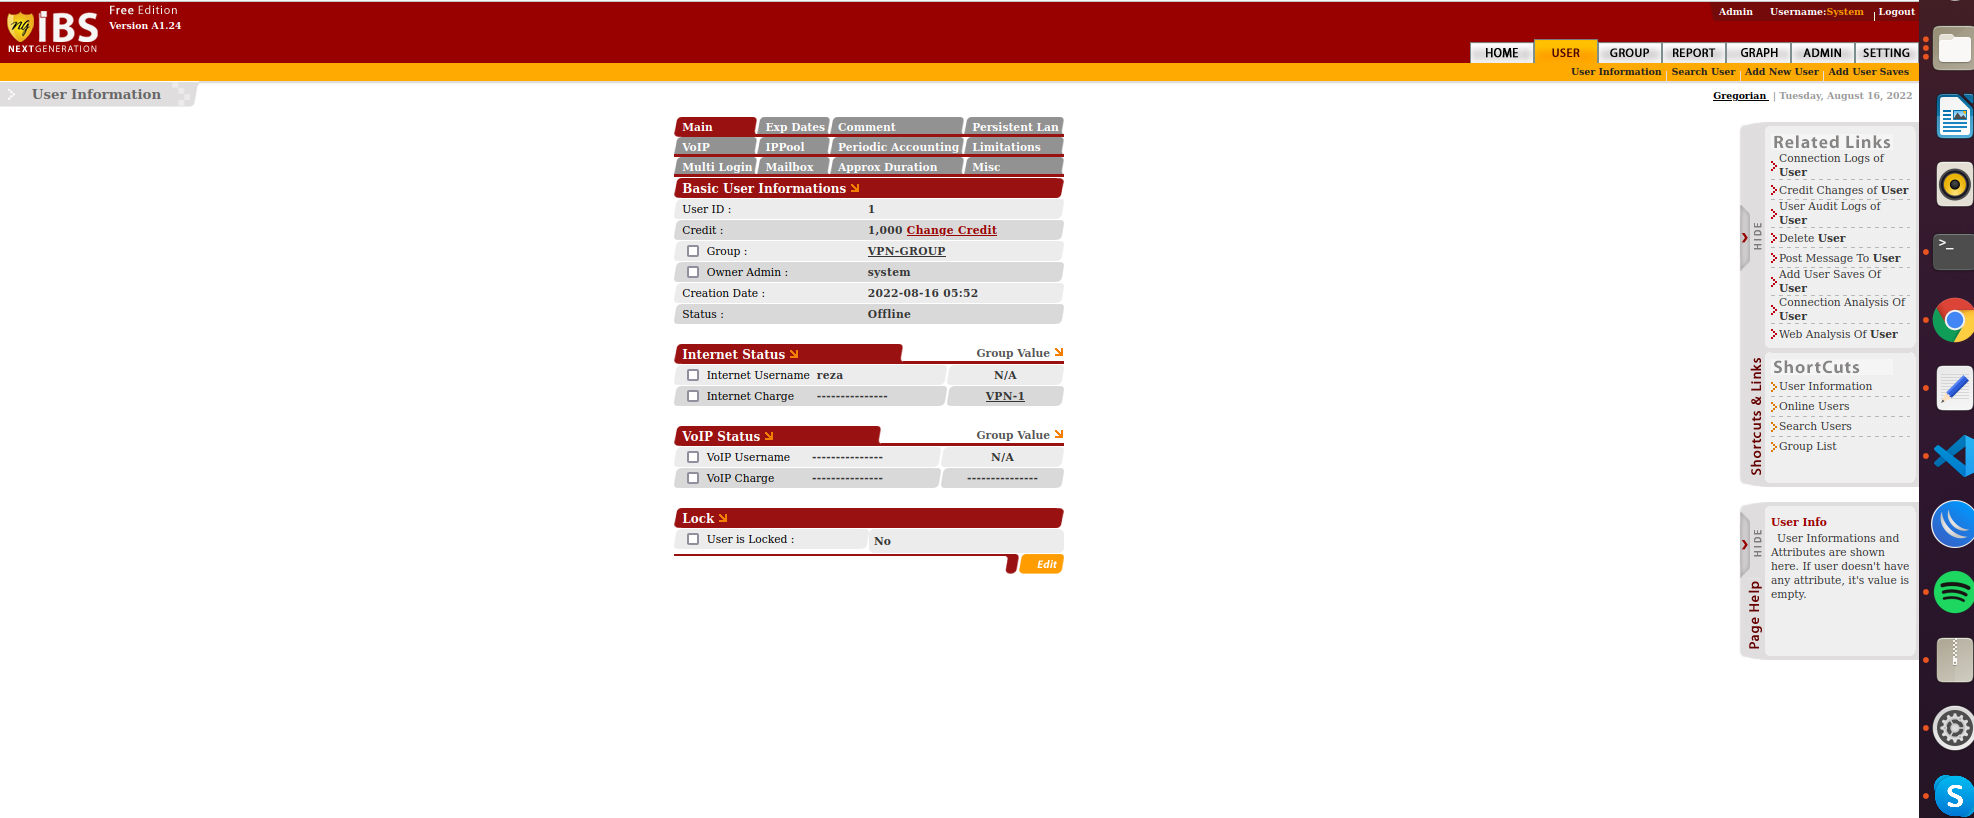 ng IBS
NEXTGENERATION
Free Edition
Version A1.24
Admin Username:System | Logout
HOME USER GROUP REPORT GRAPH ADMIN SETTING
User Information | Search User | Add New User | Add User Saves
User Information
Gregorian | Tuesday, August 16, 2022
Main Exp Dates Comment Persistent Lan
VoIP IPPool Periodic Accounting Limitations
Multi Login Mailbox Approx Duration Misc
Basic User Informations
User ID : 1
Credit : 1,000 Change Credit
Group : VPN-GROUP
Owner Admin : system
Creation Date : 2022-08-16 05:52
Status : Offline
Internet Status Group Value
Internet Username reza N/A
Internet Charge --------------- VPN-1
VoIP Status Group Value
VoIP Username --------------- N/A
VoIP Charge --------------- ---------------
Lock
User is Locked : No
Edit
HIDE
Shortcuts & Links
Related Links
Connection Logs of
User
Credit Changes of User
User Audit Logs of
User
Delete User
Post Message To User
Add User Saves Of
User
Connection Analysis Of
User
Web Analysis Of User
ShortCuts
User Information
Online Users
Search Users
Group List
HIDE
Page Help
User Info
User Informations and
Attributes are shown
here. If user doesn't have
any attribute, it's value is
empty.
>_
S